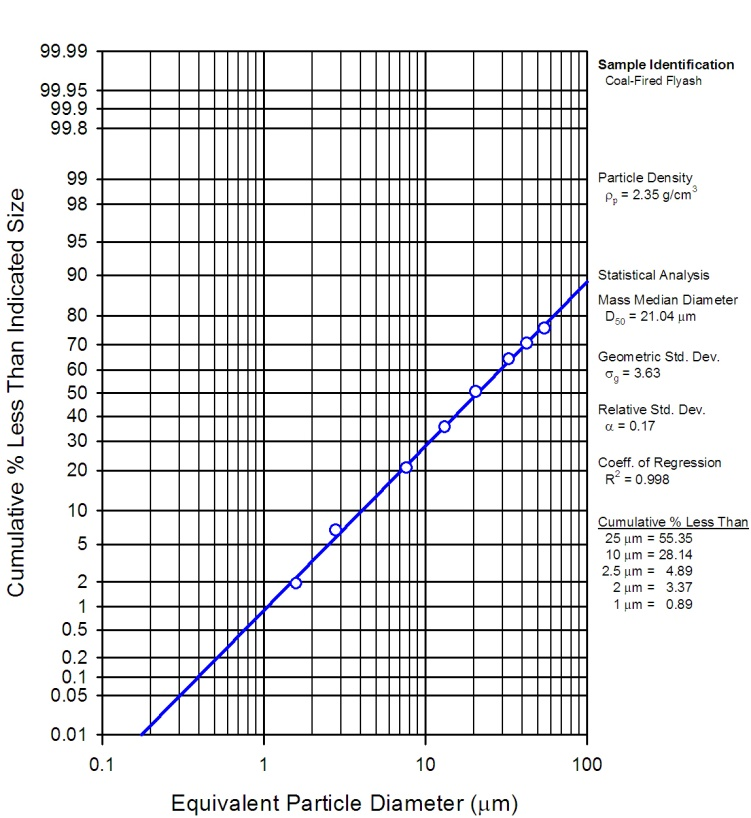 99.99
99.95
99.9
99.8
99
98
95
90
80
70
60
50
40
30
20
10
5
2
1
0.5
0.2
0.1
0.05
0.01
Cumulative % Less Than Indicated Size
0.1 1 10 100
Equivalent Particle Diameter (μm)
Sample Identification
Coal-Fired Flyash
Particle Density
ρp = 2.35 g/cm3
Statistical Analysis
Mass Median Diameter
D50 = 21.04 μm
Geometric Std. Dev.
σg = 3.63
Relative Std. Dev.
α = 0.17
Coeff. of Regression
R2 = 0.998
Cumulative % Less Than
25 μm = 55.35
10 μm = 28.14
2.5 μm = 4.89
2 μm = 3.37
1 μm = 0.89